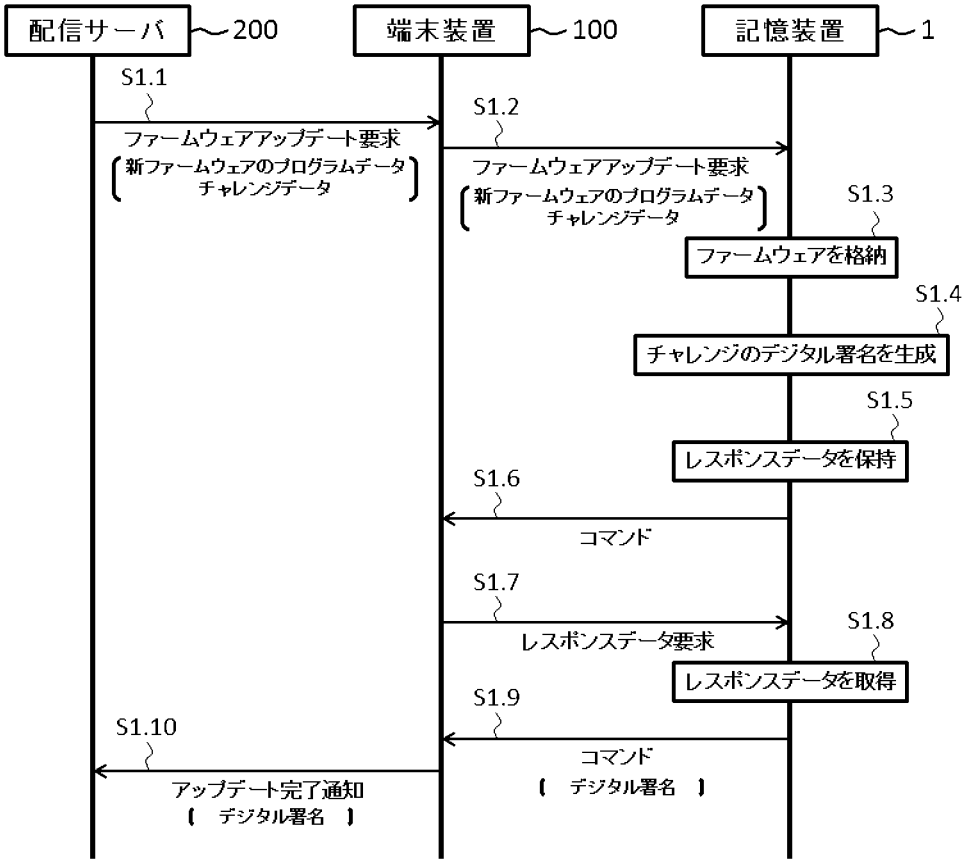 配信サーバ 200 端末装置 100 記憶装置 1
S1.1
ファームウェアアップデート要求
新ファームウェアのプログラムデータ
チャレンジデータ
S1.2
ファームウェアアップデート要求
新ファームウェアのプログラムデータ
チャレンジデータ
S1.3
ファームウェアを格納
S1.4
チャレンジのデジタル署名を生成
S1.5
レスポンスデータを保持
S1.6
コマンド
S1.7
レスポンスデータ要求
S1.8
レスポンスデータを取得
S1.9
コマンド
( デジタル署名 )
S1.10
アップデート完了通知
( デジタル署名 )